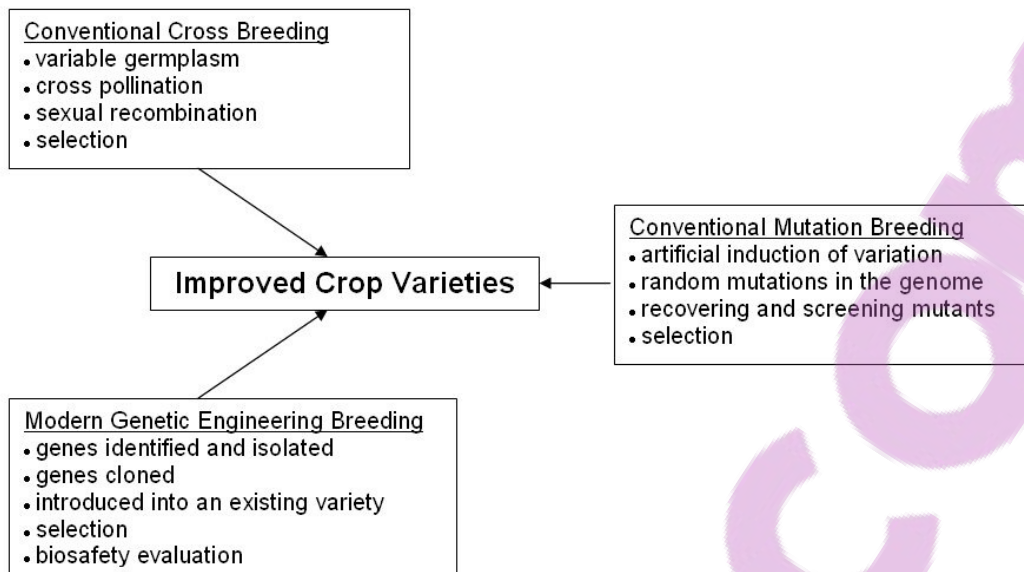 Conventional Cross Breeding
• variable germplasm
• cross pollination
• sexual recombination
• selection
Conventional Mutation Breeding
• artificial induction of variation
• random mutations in the genome
• recovering and screening mutants
• selection
Improved Crop Varieties
Modern Genetic Engineering Breeding
• genes identified and isolated
• genes cloned
• introduced into an existing variety
• selection
• biosafety evaluation